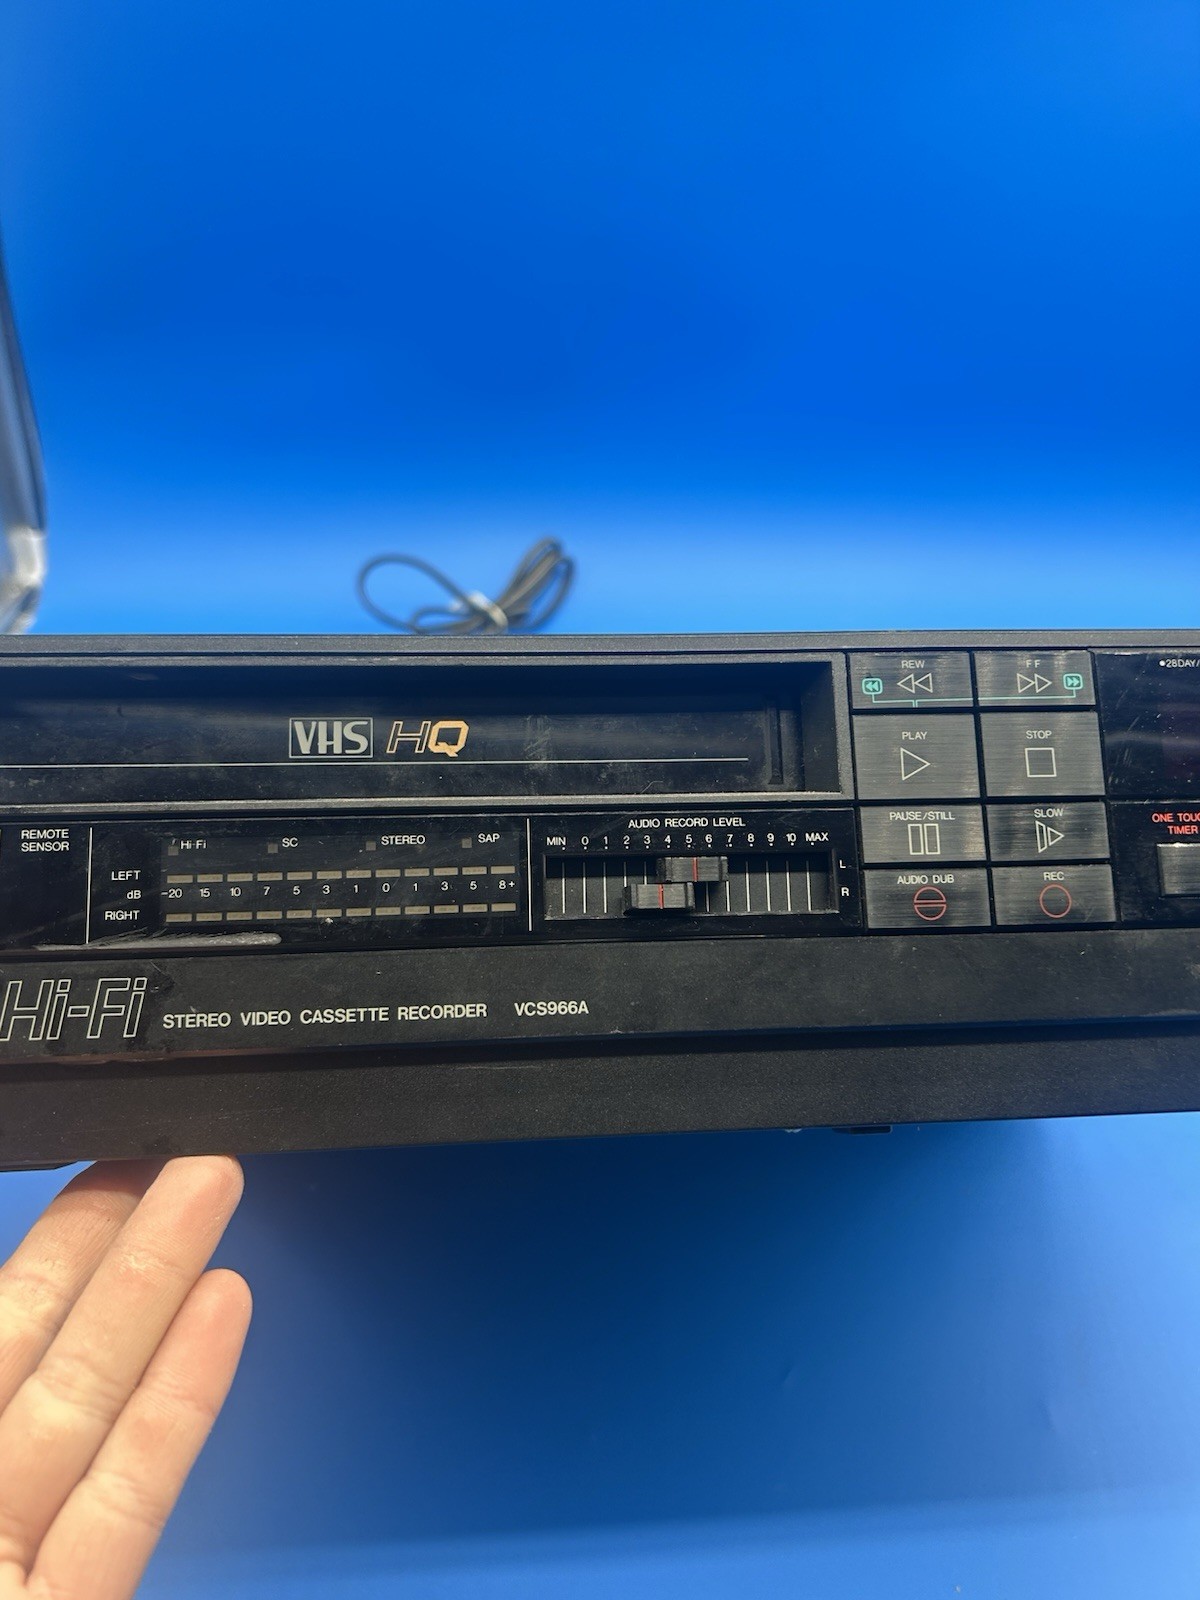 VHS HQ
REW
FF
28DAY/
PLAY
STOP
PAUSE/STILL
SLOW
AUDIO DUB
REC
ONE TOUC
TIMER
REMOTE
SENSOR
Hi-Fi SC STEREO SAP
LEFT
dB -20 15 10 7 5 3 1 0 1 3 5 8+
RIGHT
AUDIO RECORD LEVEL
MIN 0 1 2 3 4 5 6 7 8 9 10 MAX
L
R
Hi-Fi STEREO VIDEO CASSETTE RECORDER VCS966A